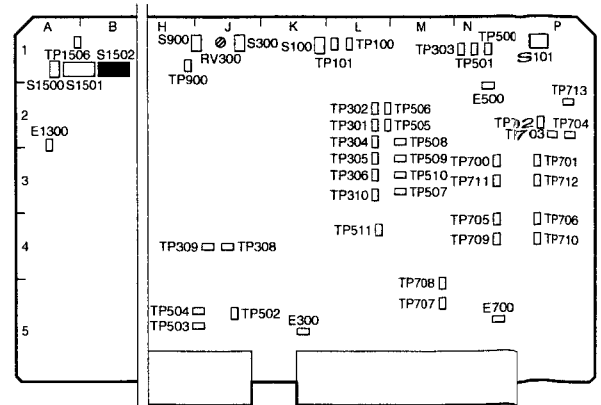 A B H J K L M N P
1 S900 S300 S100 TP100 TP303 TP500
TP1506 S1502 RV300 TP101 TP501 S101
S1500 S1501 TP900
E500 TP713
2 TP302 TP506
E1300 TP301 TP505 TP702 TP704
TP304 TP508 TP703
3 TP305 TP509 TP700 TP701
TP306 TP510 TP711 TP712
TP310 TP507
TP705 TP706
TP511
4 TP309 TP308 TP709 TP710
TP708
TP707
TP504 TP502 E300 E700
5 TP503